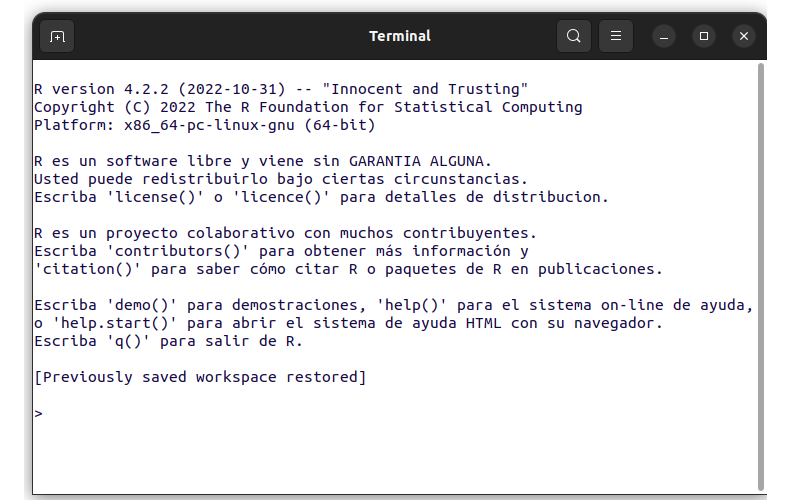 Terminal
R version 4.2.2 (2022-10-31) -- "Innocent and Trusting"
Copyright (C) 2022 The R Foundation for Statistical Computing
Platform: x86_64-pc-linux-gnu (64-bit)
R es un software libre y viene sin GARANTIA ALGUNA.
Usted puede redistribuirlo bajo ciertas circunstancias.
Escriba 'license()' o 'licence()' para detalles de distribucion.
R es un proyecto colaborativo con muchos contribuyentes.
Escriba 'contributors()' para obtener más información y
'citation()' para saber cómo citar R o paquetes de R en publicaciones.
Escriba 'demo()' para demostraciones, 'help()' para el sistema on-line de ayuda,
o 'help.start()' para abrir el sistema de ayuda HTML con su navegador.
Escriba 'q()' para salir de R.
[Previously saved workspace restored]
>